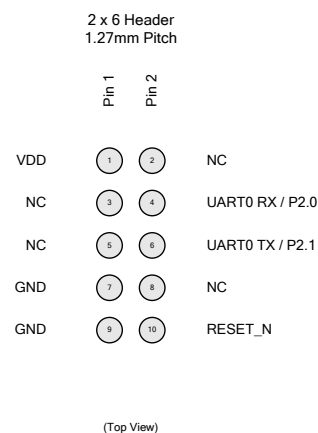 2 x 6 Header
1.27mm Pitch
Pin 1
Pin 2
VDD 1 2 NC
NC 3 4 UART0 RX / P2.0
NC 5 6 UART0 TX / P2.1
GND 7 8 NC
GND 9 10 RESET_N
(Top View)